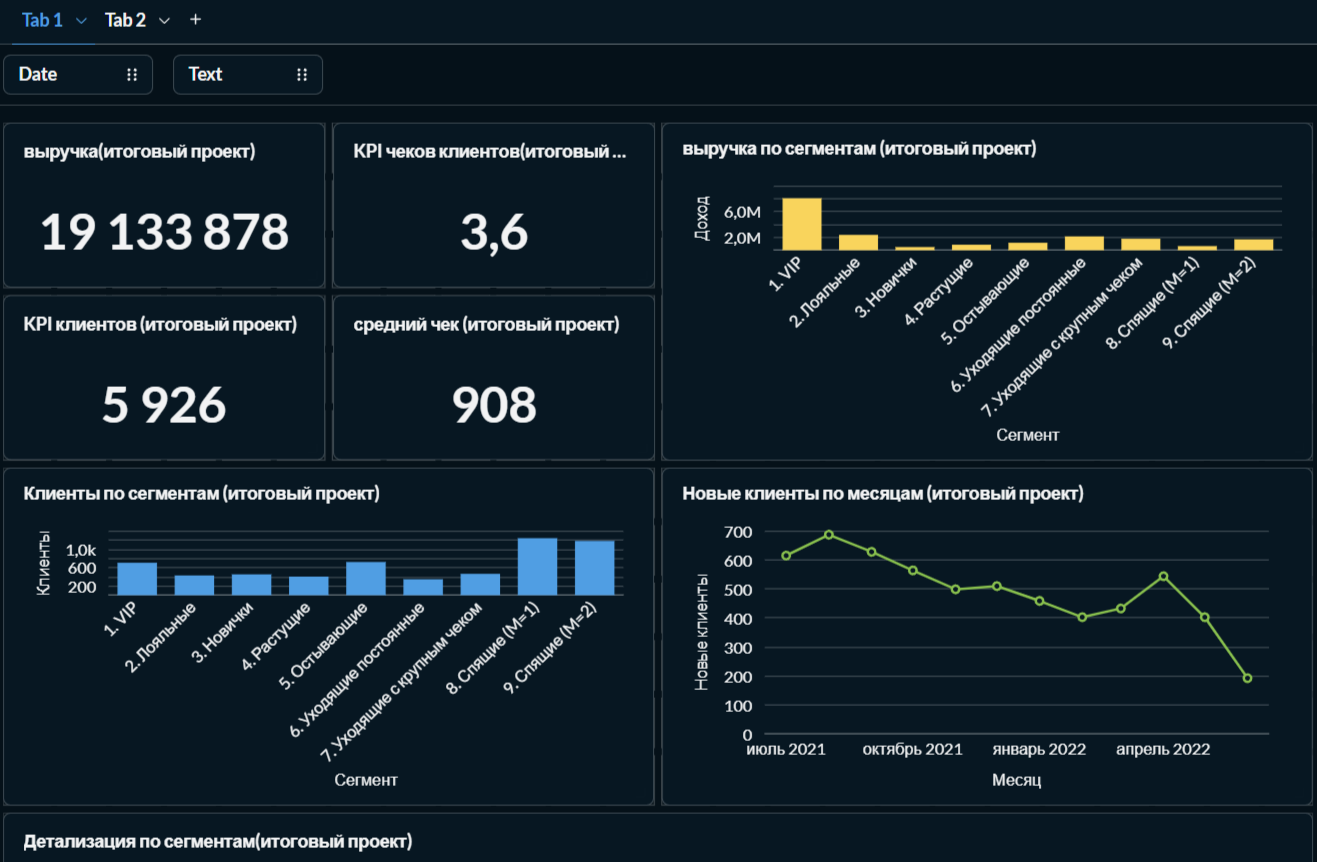 Tab 1 Tab 2 +
Date Text
выручка(итоговый проект)
19 133 878
KPI чеков клиентов(итоговый ...
3,6
KPI клиентов (итоговый проект)
5 926
средний чек (итоговый проект)
908
выручка по сегментам (итоговый проект)
Доход
6,0M
2,0M
1. VIP
2. Лояльные
3. Новички
4. Растущие
5. Остывающие
6. Уходящие постоянные
7. Уходящие с крупным чеком
8. Спящие (M=1)
9. Спящие (M=2)
Сегмент
Клиенты по сегментам (итоговый проект)
Клиенты
1,0k
600
200
1. VIP
2. Лояльные
3. Новички
4. Растущие
5. Остывающие
6. Уходящие постоянные
7. Уходящие с крупным чеком
8. Спящие (M=1)
9. Спящие (M=2)
Сегмент
Новые клиенты по месяцам (итоговый проект)
Новые клиенты
700
600
500
400
300
200
100
0
июль 2021 октябрь 2021 январь 2022 апрель 2022
Месяц
Детализация по сегментам(итоговый проект)